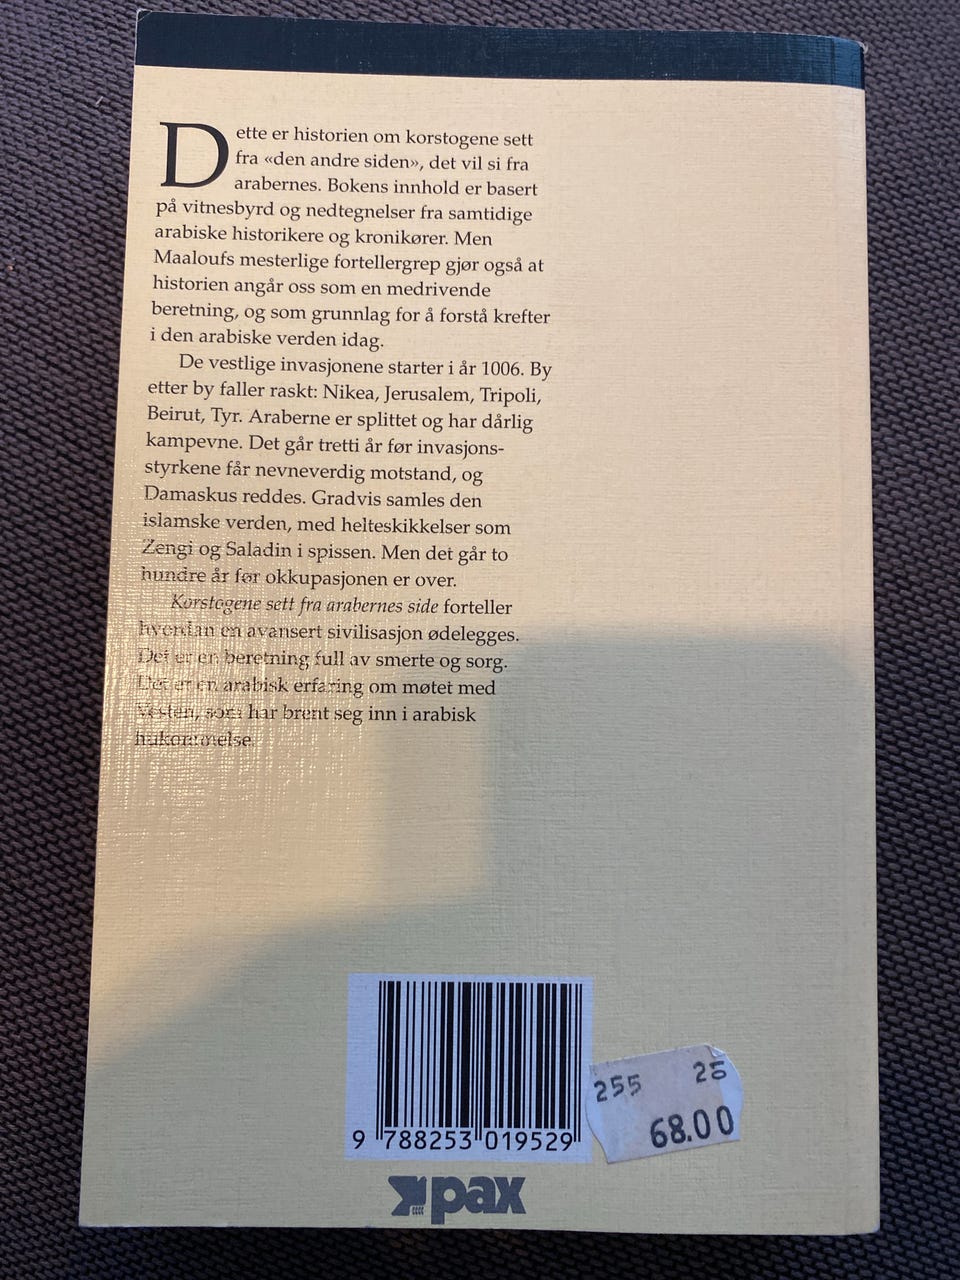 Dette er historien om korstogene sett
fra «den andre siden», det vil si fra
arabernes. Bokens innhold er basert
på vitnesbyrd og nedtegnelser fra samtidige
arabiske historikere og kronikører. Men
Maaloufs mesterlige fortellergrep gjør også at
historien angår oss som en medrivende
beretning, og som grunnlag for å forstå krefter
i den arabiske verden idag.
De vestlige invasjonene starter i år 1006. By
etter by faller raskt: Nikea, Jerusalem, Tripoli,
Beirut, Tyr. Araberne er splittet og har dårlig
kampevne. Det går tretti år før invasjons-
styrkene får nevneverdig motstand, og
Damaskus reddes. Gradvis samles den
islamske verden, med helteskikkelser som
Zengi og Saladin i spissen. Men det går to
hundre år før okkupasjonen er over.
Korstogene sett fra arabernes side forteller
hvordan en avansert sivilisasjon ødelegges.
Det er en beretning full av smerte og sorg.
Det er en arabisk erfaring om møtet med
Vesten, som har brent seg inn i arabisk
hukommelse.
255 25
68.00
9 788253 019529
pax